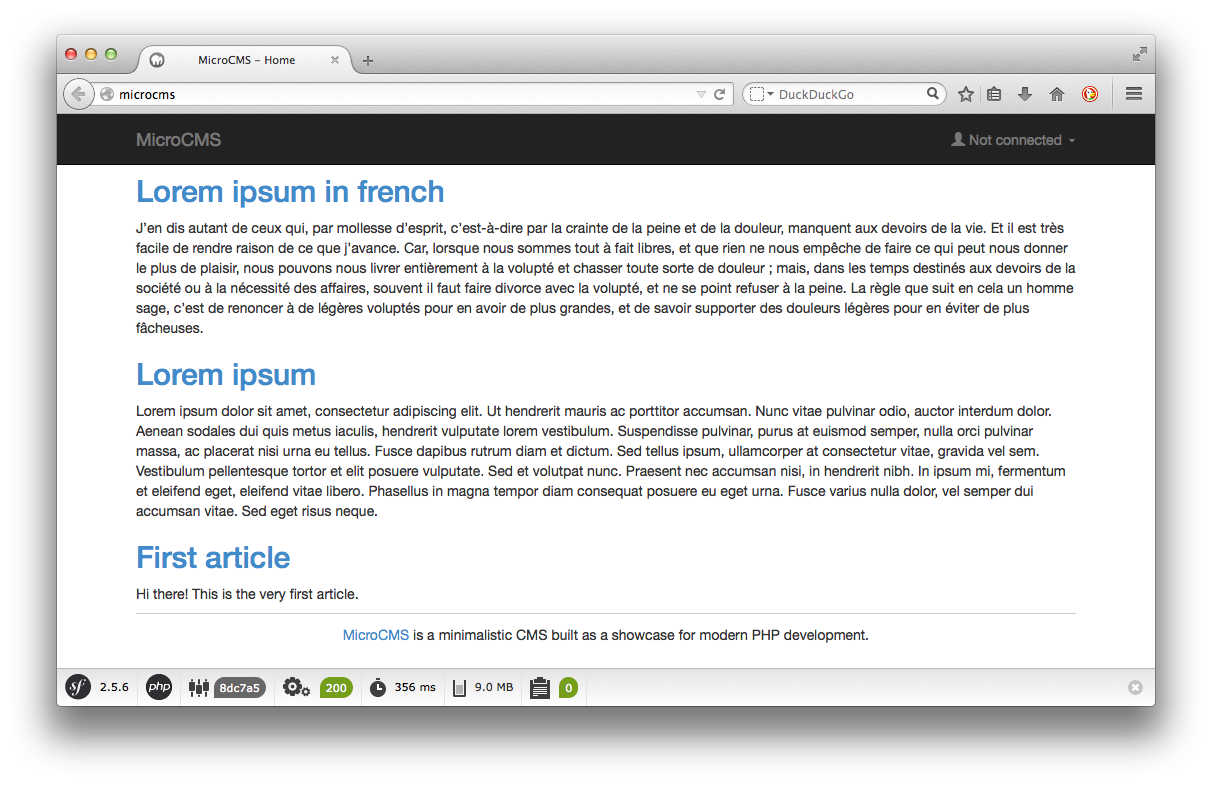 MicroCMS – Home
microcms
DuckDuckGo
MicroCMS
Not connected
Lorem ipsum in french
J’en dis autant de ceux qui, par mollesse d’esprit, c’est-à-dire par la crainte de la peine et de la douleur, manquent aux devoirs de la vie. Et il est très
facile de rendre raison de ce que j’avance. Car, lorsque nous sommes tout à fait libres, et que rien ne nous empêche de faire ce qui peut nous donner
le plus de plaisir, nous pouvons nous livrer entièrement à la volupté et chasser toute sorte de douleur ; mais, dans les temps destinés aux devoirs de la
société ou à la nécessité des affaires, souvent il faut faire divorce avec la volupté, et ne se point refuser à la peine. La règle que suit en cela un homme
sage, c’est de renoncer à de légères voluptés pour en avoir de plus grandes, et de savoir supporter des douleurs légères pour en éviter de plus
fâcheuses.
Lorem ipsum
Lorem ipsum dolor sit amet, consectetur adipiscing elit. Ut hendrerit mauris ac porttitor accumsan. Nunc vitae pulvinar odio, auctor interdum dolor.
Aenean sodales dui quis metus iaculis, hendrerit vulputate lorem vestibulum. Suspendisse pulvinar, purus at euismod semper, nulla orci pulvinar
massa, ac placerat nisi urna eu tellus. Fusce dapibus rutrum diam et dictum. Sed tellus ipsum, ullamcorper at consectetur vitae, gravida vel sem.
Vestibulum pellentesque tortor et elit posuere vulputate. Sed et volutpat nunc. Praesent nec accumsan nisi, in hendrerit nibh. In ipsum mi, fermentum
et eleifend eget, eleifend vitae libero. Phasellus in magna tempor diam consequat posuere eu eget urna. Fusce varius nulla dolor, vel semper dui
accumsan vitae. Sed eget risus neque.
First article
Hi there! This is the very first article.
MicroCMS is a minimalistic CMS built as a showcase for modern PHP development.
sf 2.5.6 php 8dc7a5 200 356 ms 9.0 MB 0